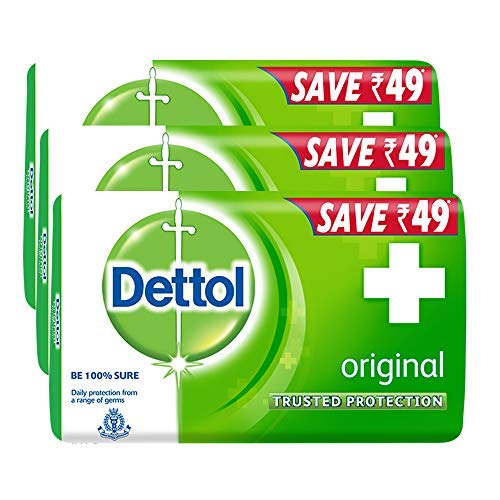 SAVE ₹49*
SAVE ₹49*
SAVE ₹49*
Dettol
BE 100% SURE
Daily protection from
a range of germs
original
TRUSTED PROTECTION